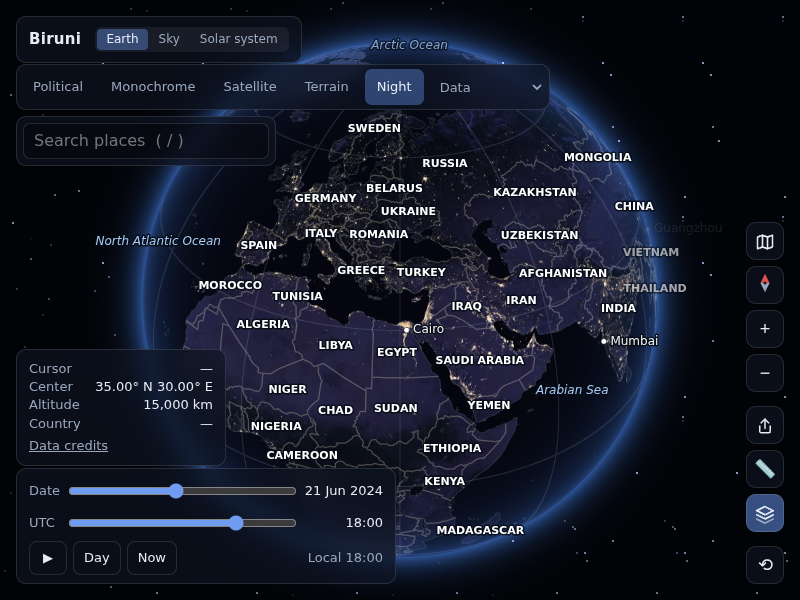 Biruni
Earth
Sky
Solar system
Political
Monochrome
Satellite
Terrain
Night
Data
Search places ( / )
Arctic Ocean
SWEDEN
RUSSIA
MONGOLIA
GERMANY
BELARUS
KAZAKHSTAN
CHINA
UKRAINE
Guangzhou
North Atlantic Ocean
SPAIN
ITALY
ROMANIA
UZBEKISTAN
VIETNAM
GREECE
TURKEY
AFGHANISTAN
MOROCCO
TUNISIA
THAILAND
IRAQ
IRAN
INDIA
ALGERIA
Cairo
LIBYA
EGYPT
SAUDI ARABIA
Mumbai
NIGER
Arabian Sea
CHAD
SUDAN
YEMEN
NIGERIA
CAMEROON
ETHIOPIA
KENYA
MADAGASCAR
Cursor —
Center 35.00° N 30.00° E
Altitude 15,000 km
Country —
Data credits
Date 21 Jun 2024
UTC 18:00
Day
Now
Local 18:00